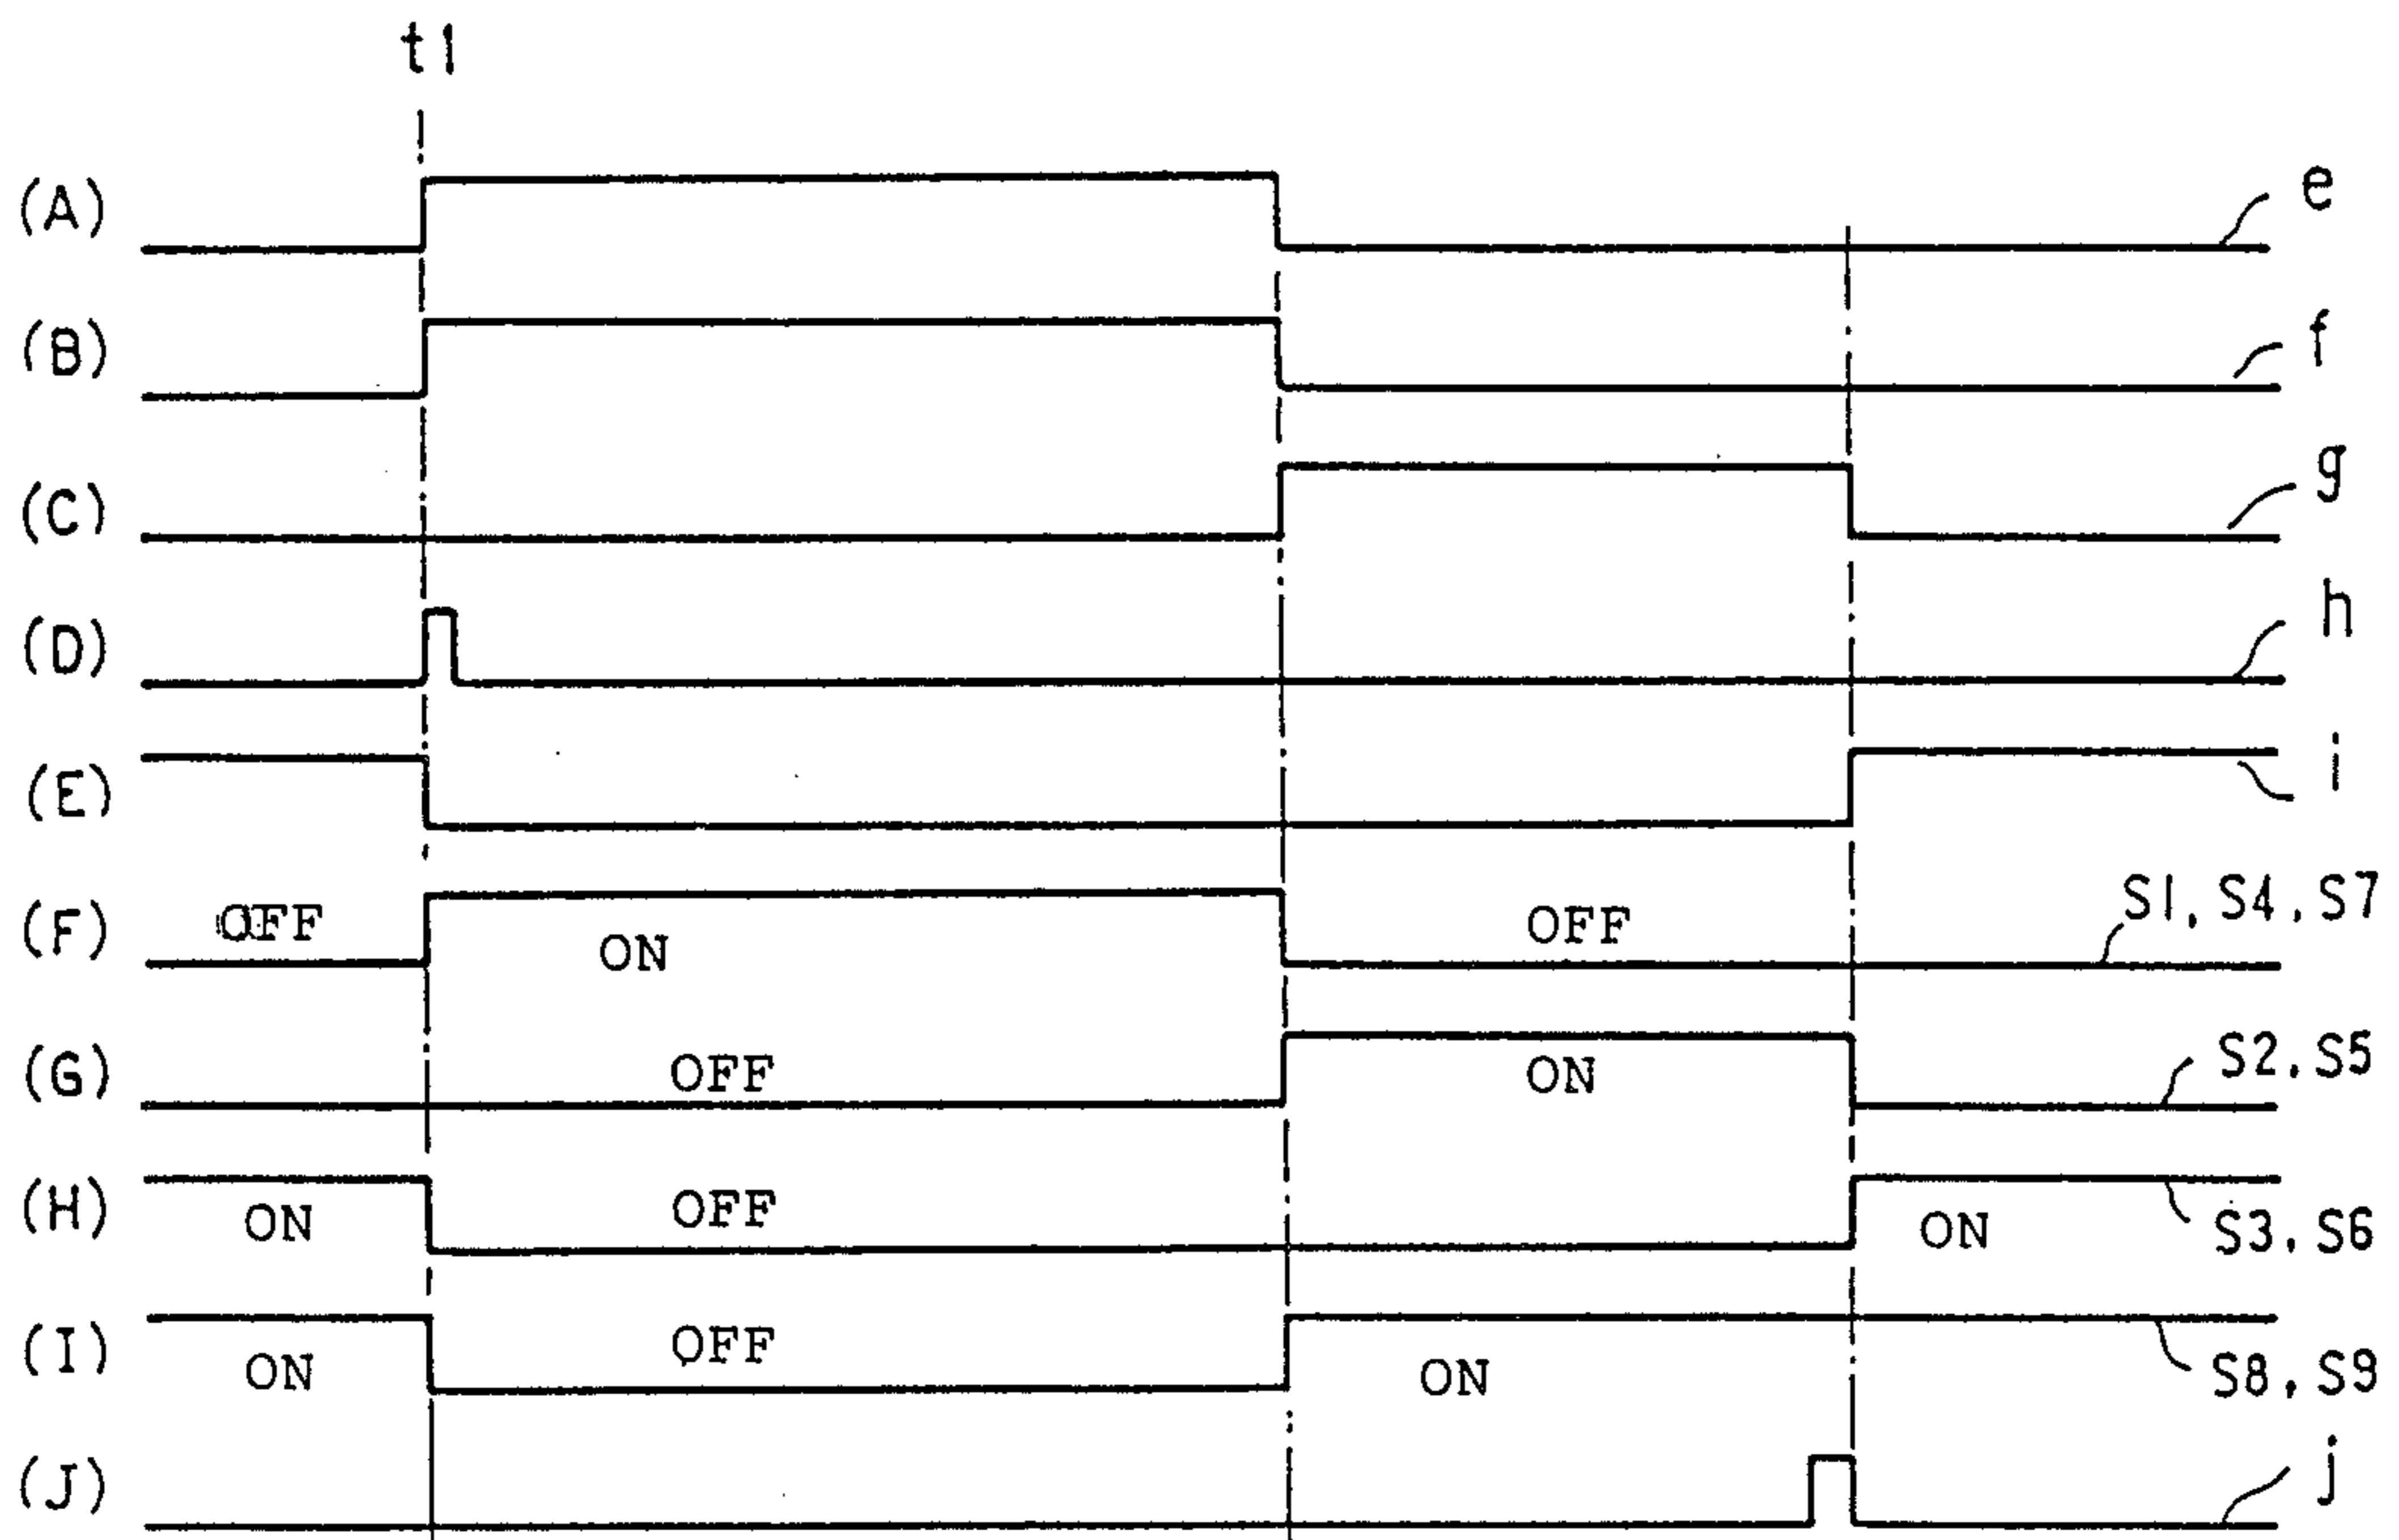 t1
(A) e
(B) f
(C) g
(D) h
(E) i
(F) OFF ON OFF S1, S4, S7
(G) OFF ON S2, S5
(H) ON OFF ON S3, S6
(I) ON OFF ON S8, S9
(J) j